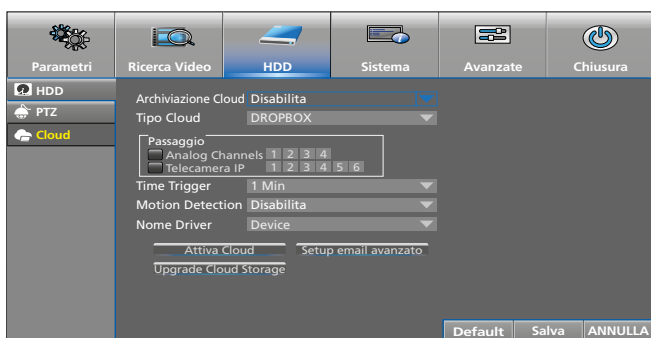 Parametri Ricerca Video HDD Sistema Avanzate Chiusura
HDD
PTZ
Cloud
Archiviazione Cloud Disabilita
Tipo Cloud DROPBOX
Passaggio
Analog Channels 1 2 3 4
Telecamera IP 1 2 3 4 5 6
Time Trigger 1 Min
Motion Detection Disabilita
Nome Driver Device
Attiva Cloud Setup email avanzato
Upgrade Cloud Storage
Default Salva ANNULLA